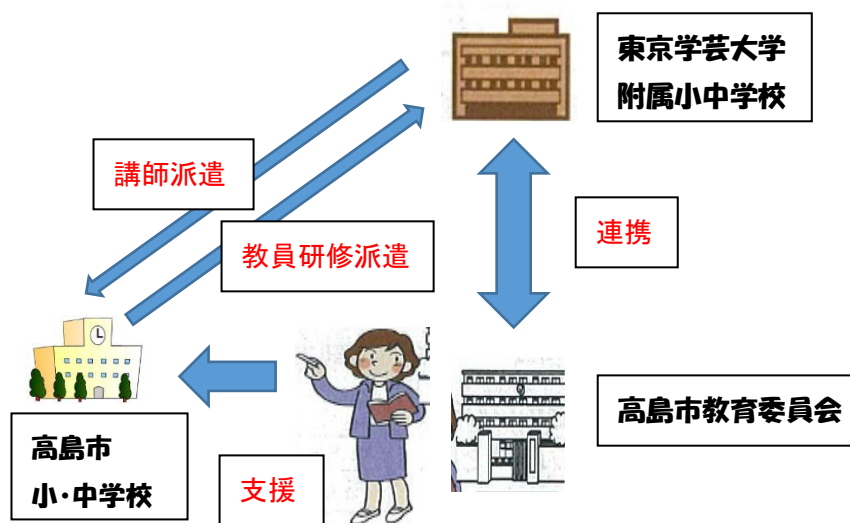 東京学芸大学
附属小中学校
講師派遣
教員研修派遣
連携
高島市教育委員会
高島市
小・中学校
支援